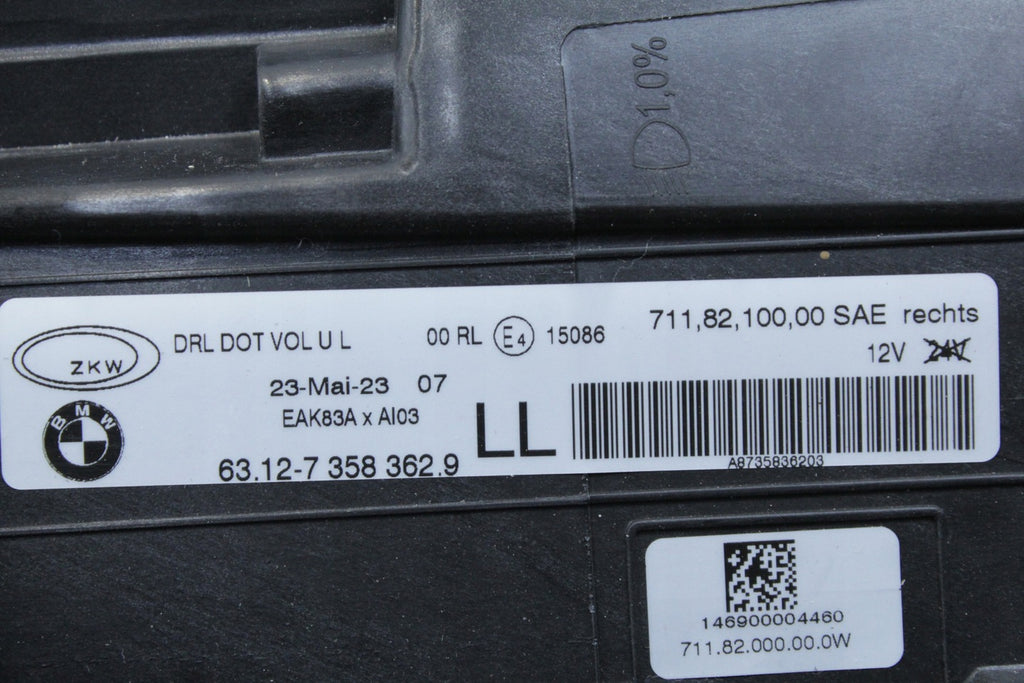 1,0%
DRL DOT VOL U L
00 RL E4 15086
711,82,100,00 SAE rechts
12V 24V
ZKW
23-Mai-23 07
EAK83A x AI03
BMW
63.12-7 358 362.9
LL
A8735836203
146900004460
711.82.000.00.0W